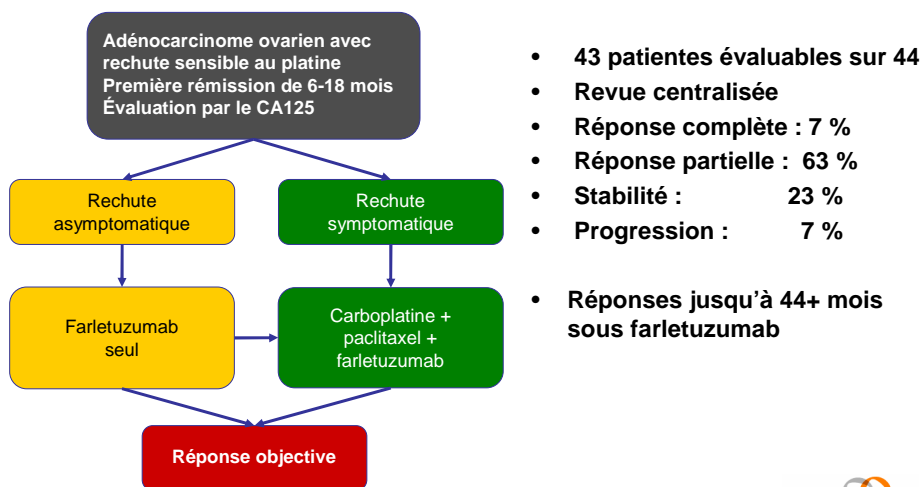 Adénocarcinome ovarien avec
rechute sensible au platine
Première rémission de 6-18 mois
Évaluation par le CA125
Rechute
asymptomatique
Rechute
symptomatique
Farletuzumab
seul
Carboplatine +
paclitaxel +
farletuzumab
Réponse objective
• 43 patientes évaluables sur 44
• Revue centralisée
• Réponse complète : 7 %
• Réponse partielle : 63 %
• Stabilité : 23 %
• Progression : 7 %
• Réponses jusqu’à 44+ mois
sous farletuzumab